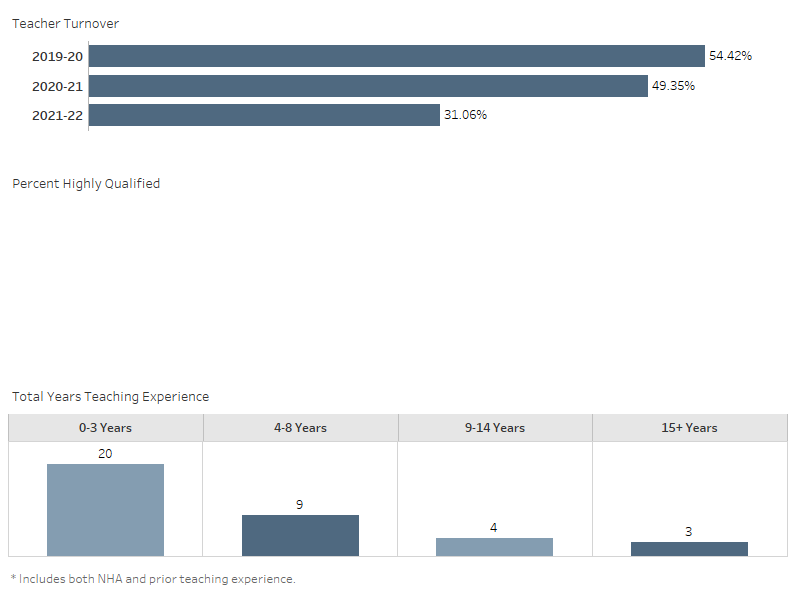 Teacher Turnover
2019-20 54.42%
2020-21 49.35%
2021-22 31.06%
Percent Highly Qualified
Total Years Teaching Experience
0-3 Years 4-8 Years 9-14 Years 15+ Years
20 9 4 3
* Includes both NHA and prior teaching experience.